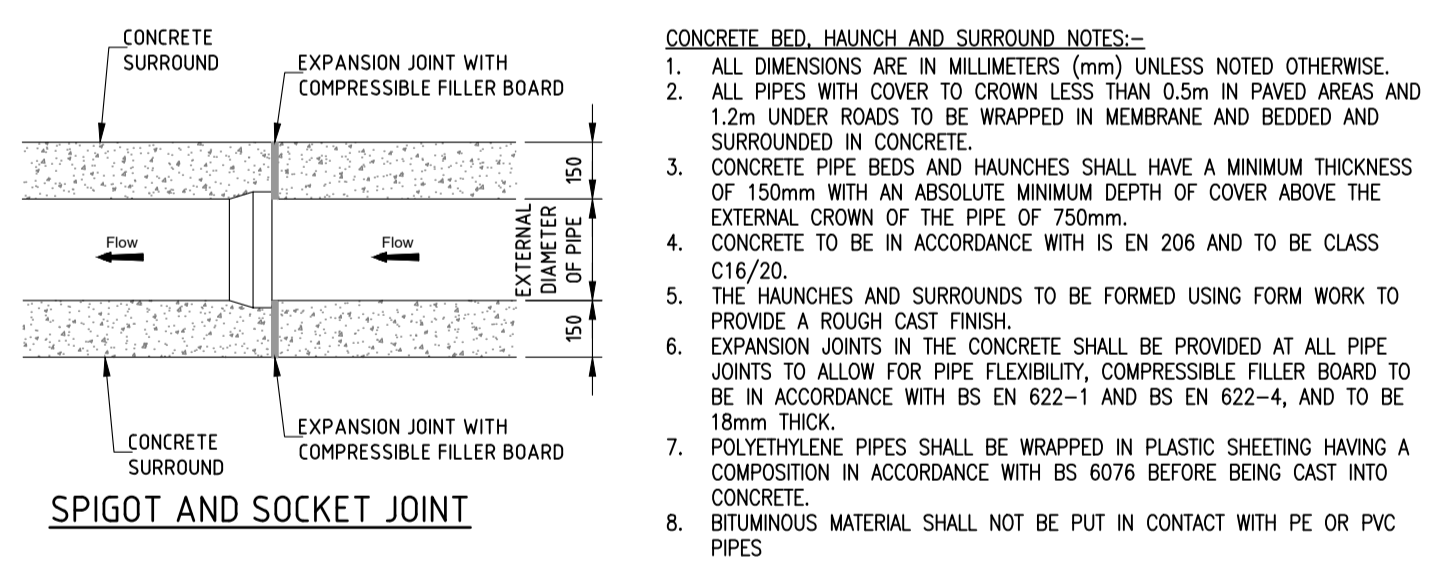 CONCRETE
SURROUND
EXPANSION JOINT WITH
COMPRESSIBLE FILLER BOARD
150
Flow
Flow
EXTERNAL
DIAMETER
OF PIPE
150
CONCRETE
SURROUND
EXPANSION JOINT WITH
COMPRESSIBLE FILLER BOARD
SPIGOT AND SOCKET JOINT
CONCRETE BED, HAUNCH AND SURROUND NOTES:-
1. ALL DIMENSIONS ARE IN MILLIMETERS (mm) UNLESS NOTED OTHERWISE.
2. ALL PIPES WITH COVER TO CROWN LESS THAN 0.5m IN PAVED AREAS AND
1.2m UNDER ROADS TO BE WRAPPED IN MEMBRANE AND BEDDED AND
SURROUNDED IN CONCRETE.
3. CONCRETE PIPE BEDS AND HAUNCHES SHALL HAVE A MINIMUM THICKNESS
OF 150mm WITH AN ABSOLUTE MINIMUM DEPTH OF COVER ABOVE THE
EXTERNAL CROWN OF THE PIPE OF 750mm.
4. CONCRETE TO BE IN ACCORDANCE WITH IS EN 206 AND TO BE CLASS
C16/20.
5. THE HAUNCHES AND SURROUNDS TO BE FORMED USING FORM WORK TO
PROVIDE A ROUGH CAST FINISH.
6. EXPANSION JOINTS IN THE CONCRETE SHALL BE PROVIDED AT ALL PIPE
JOINTS TO ALLOW FOR PIPE FLEXIBILITY, COMPRESSIBLE FILLER BOARD TO
BE IN ACCORDANCE WITH BS EN 622-1 AND BS EN 622-4, AND TO BE
18mm THICK.
7. POLYETHYLENE PIPES SHALL BE WRAPPED IN PLASTIC SHEETING HAVING A
COMPOSITION IN ACCORDANCE WITH BS 6076 BEFORE BEING CAST INTO
CONCRETE.
8. BITUMINOUS MATERIAL SHALL NOT BE PUT IN CONTACT WITH PE OR PVC
PIPES